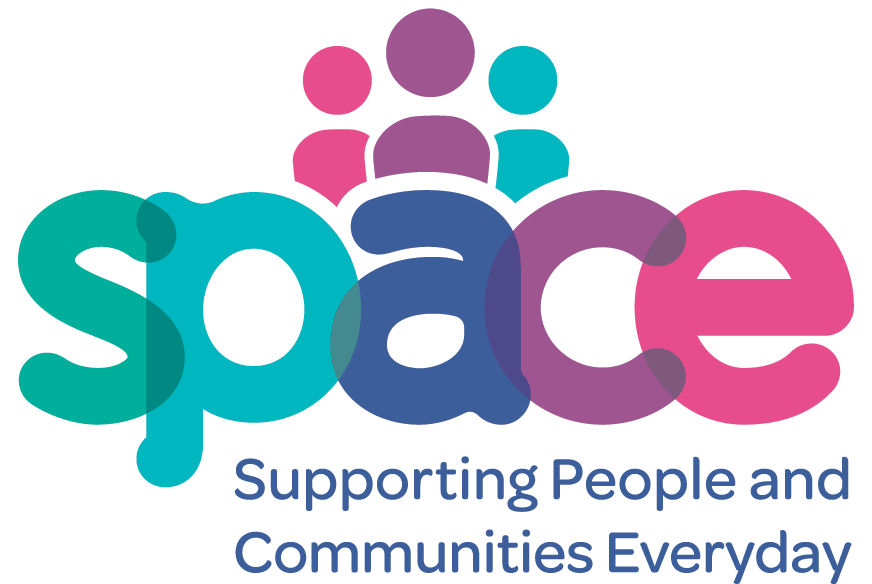 space
Supporting People and
Communities Everyday